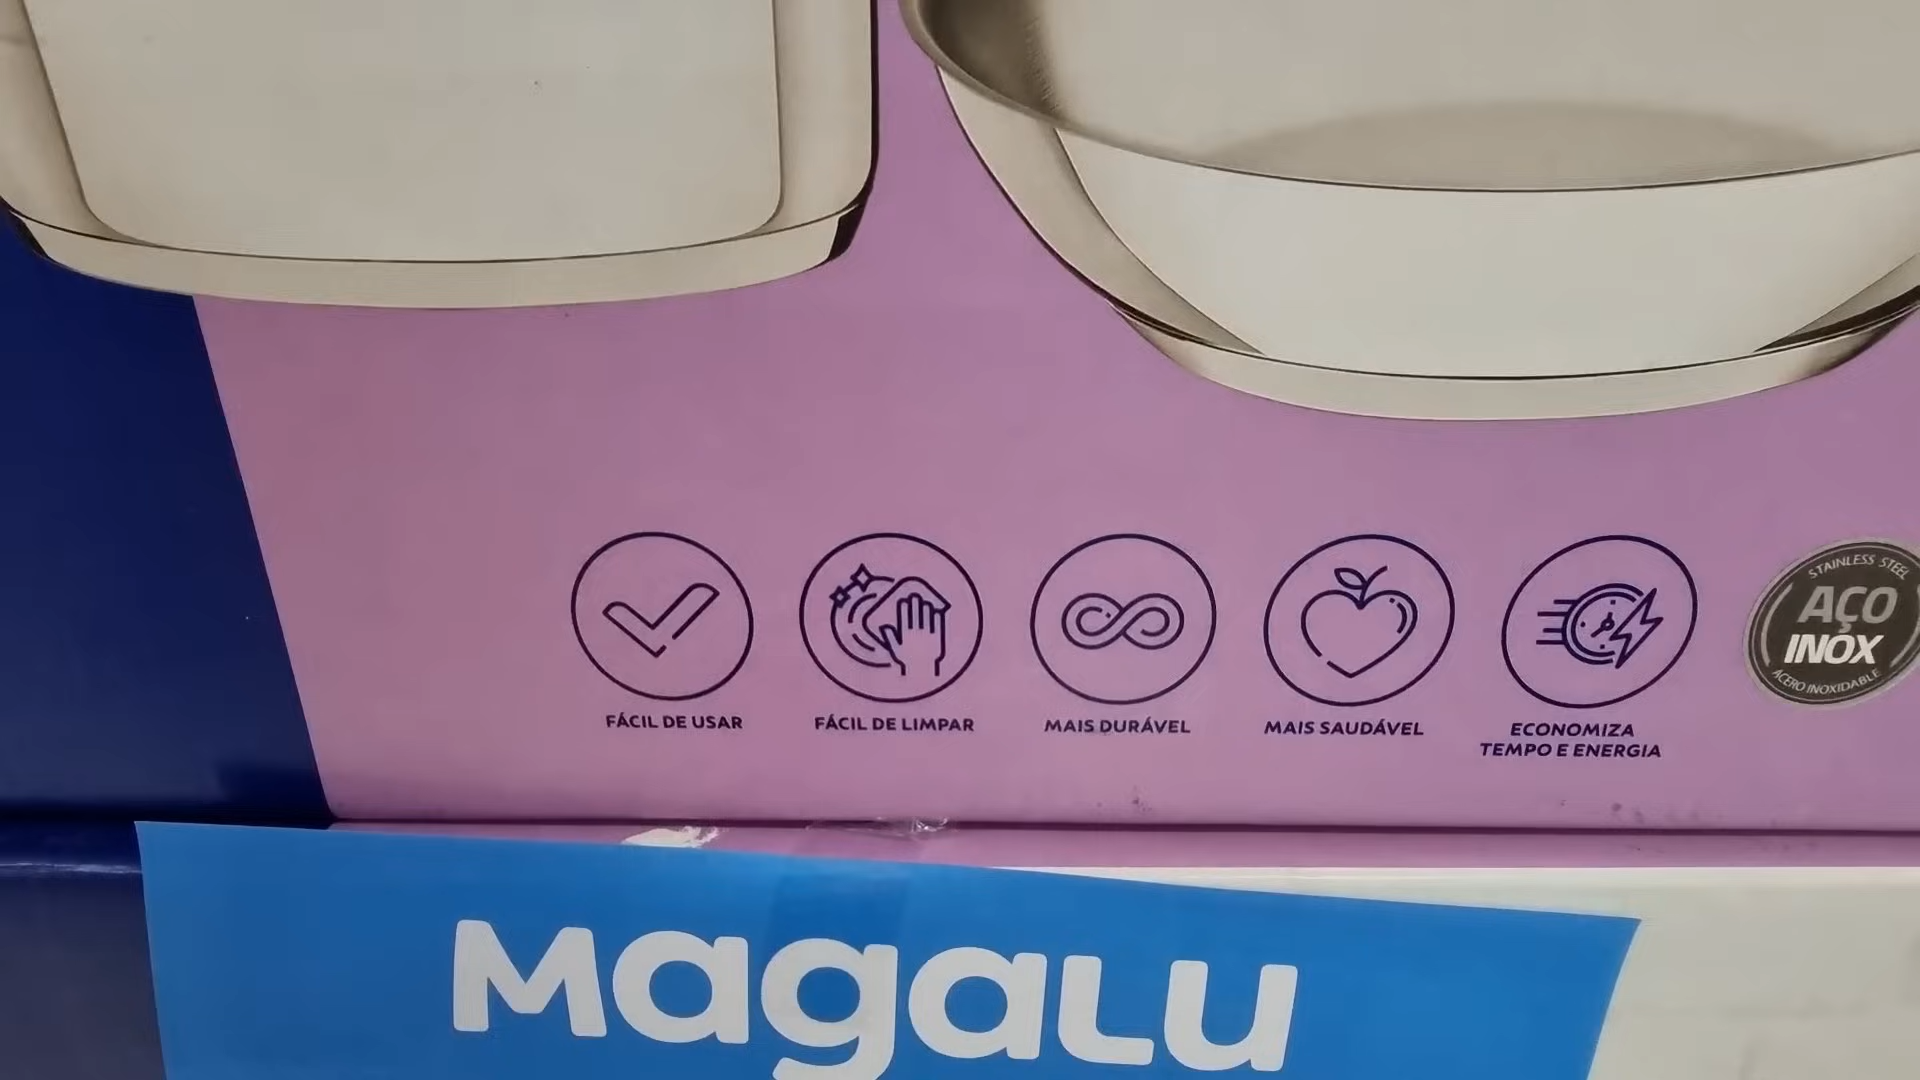 FÁCIL DE USAR
FÁCIL DE LIMPAR
MAIS DURÁVEL
MAIS SAUDÁVEL
ECONOMIZA
TEMPO E ENERGIA
STAINLESS STEEL
AÇO
INOX
ACERO INOXIDABLE
Magalu